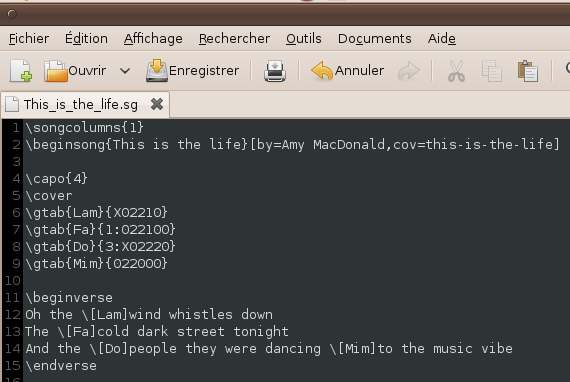 Fichier Édition Affichage Rechercher Outils Documents Aide
Ouvrir Enregistrer Annuler
This_is_the_life.sg
1 \songcolumns{1}
2 \beginsong{This is the life}[by=Amy MacDonald,cov=this-is-the-life]
3
4 \capo{4}
5 \cover
6 \gtab{Lam}{X02210}
7 \gtab{Fa}{1:022100}
8 \gtab{Do}{3:X02220}
9 \gtab{Mim}{022000}
10
11 \beginverse
12 Oh the \[Lam]wind whistles down
13 The \[Fa]cold dark street tonight
14 And the \[Do]people they were dancing \[Mim]to the music vibe
15 \endverse